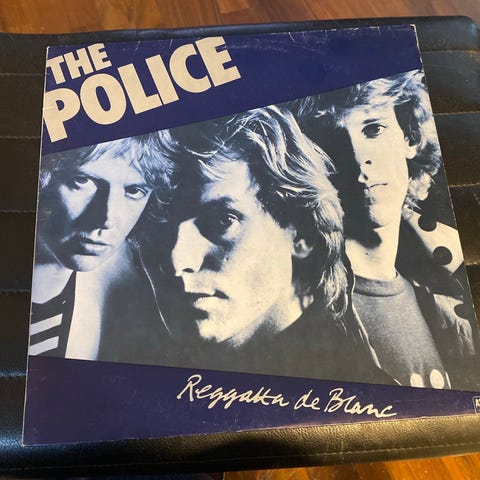 THE
POLICE
Reggatta de Blanc